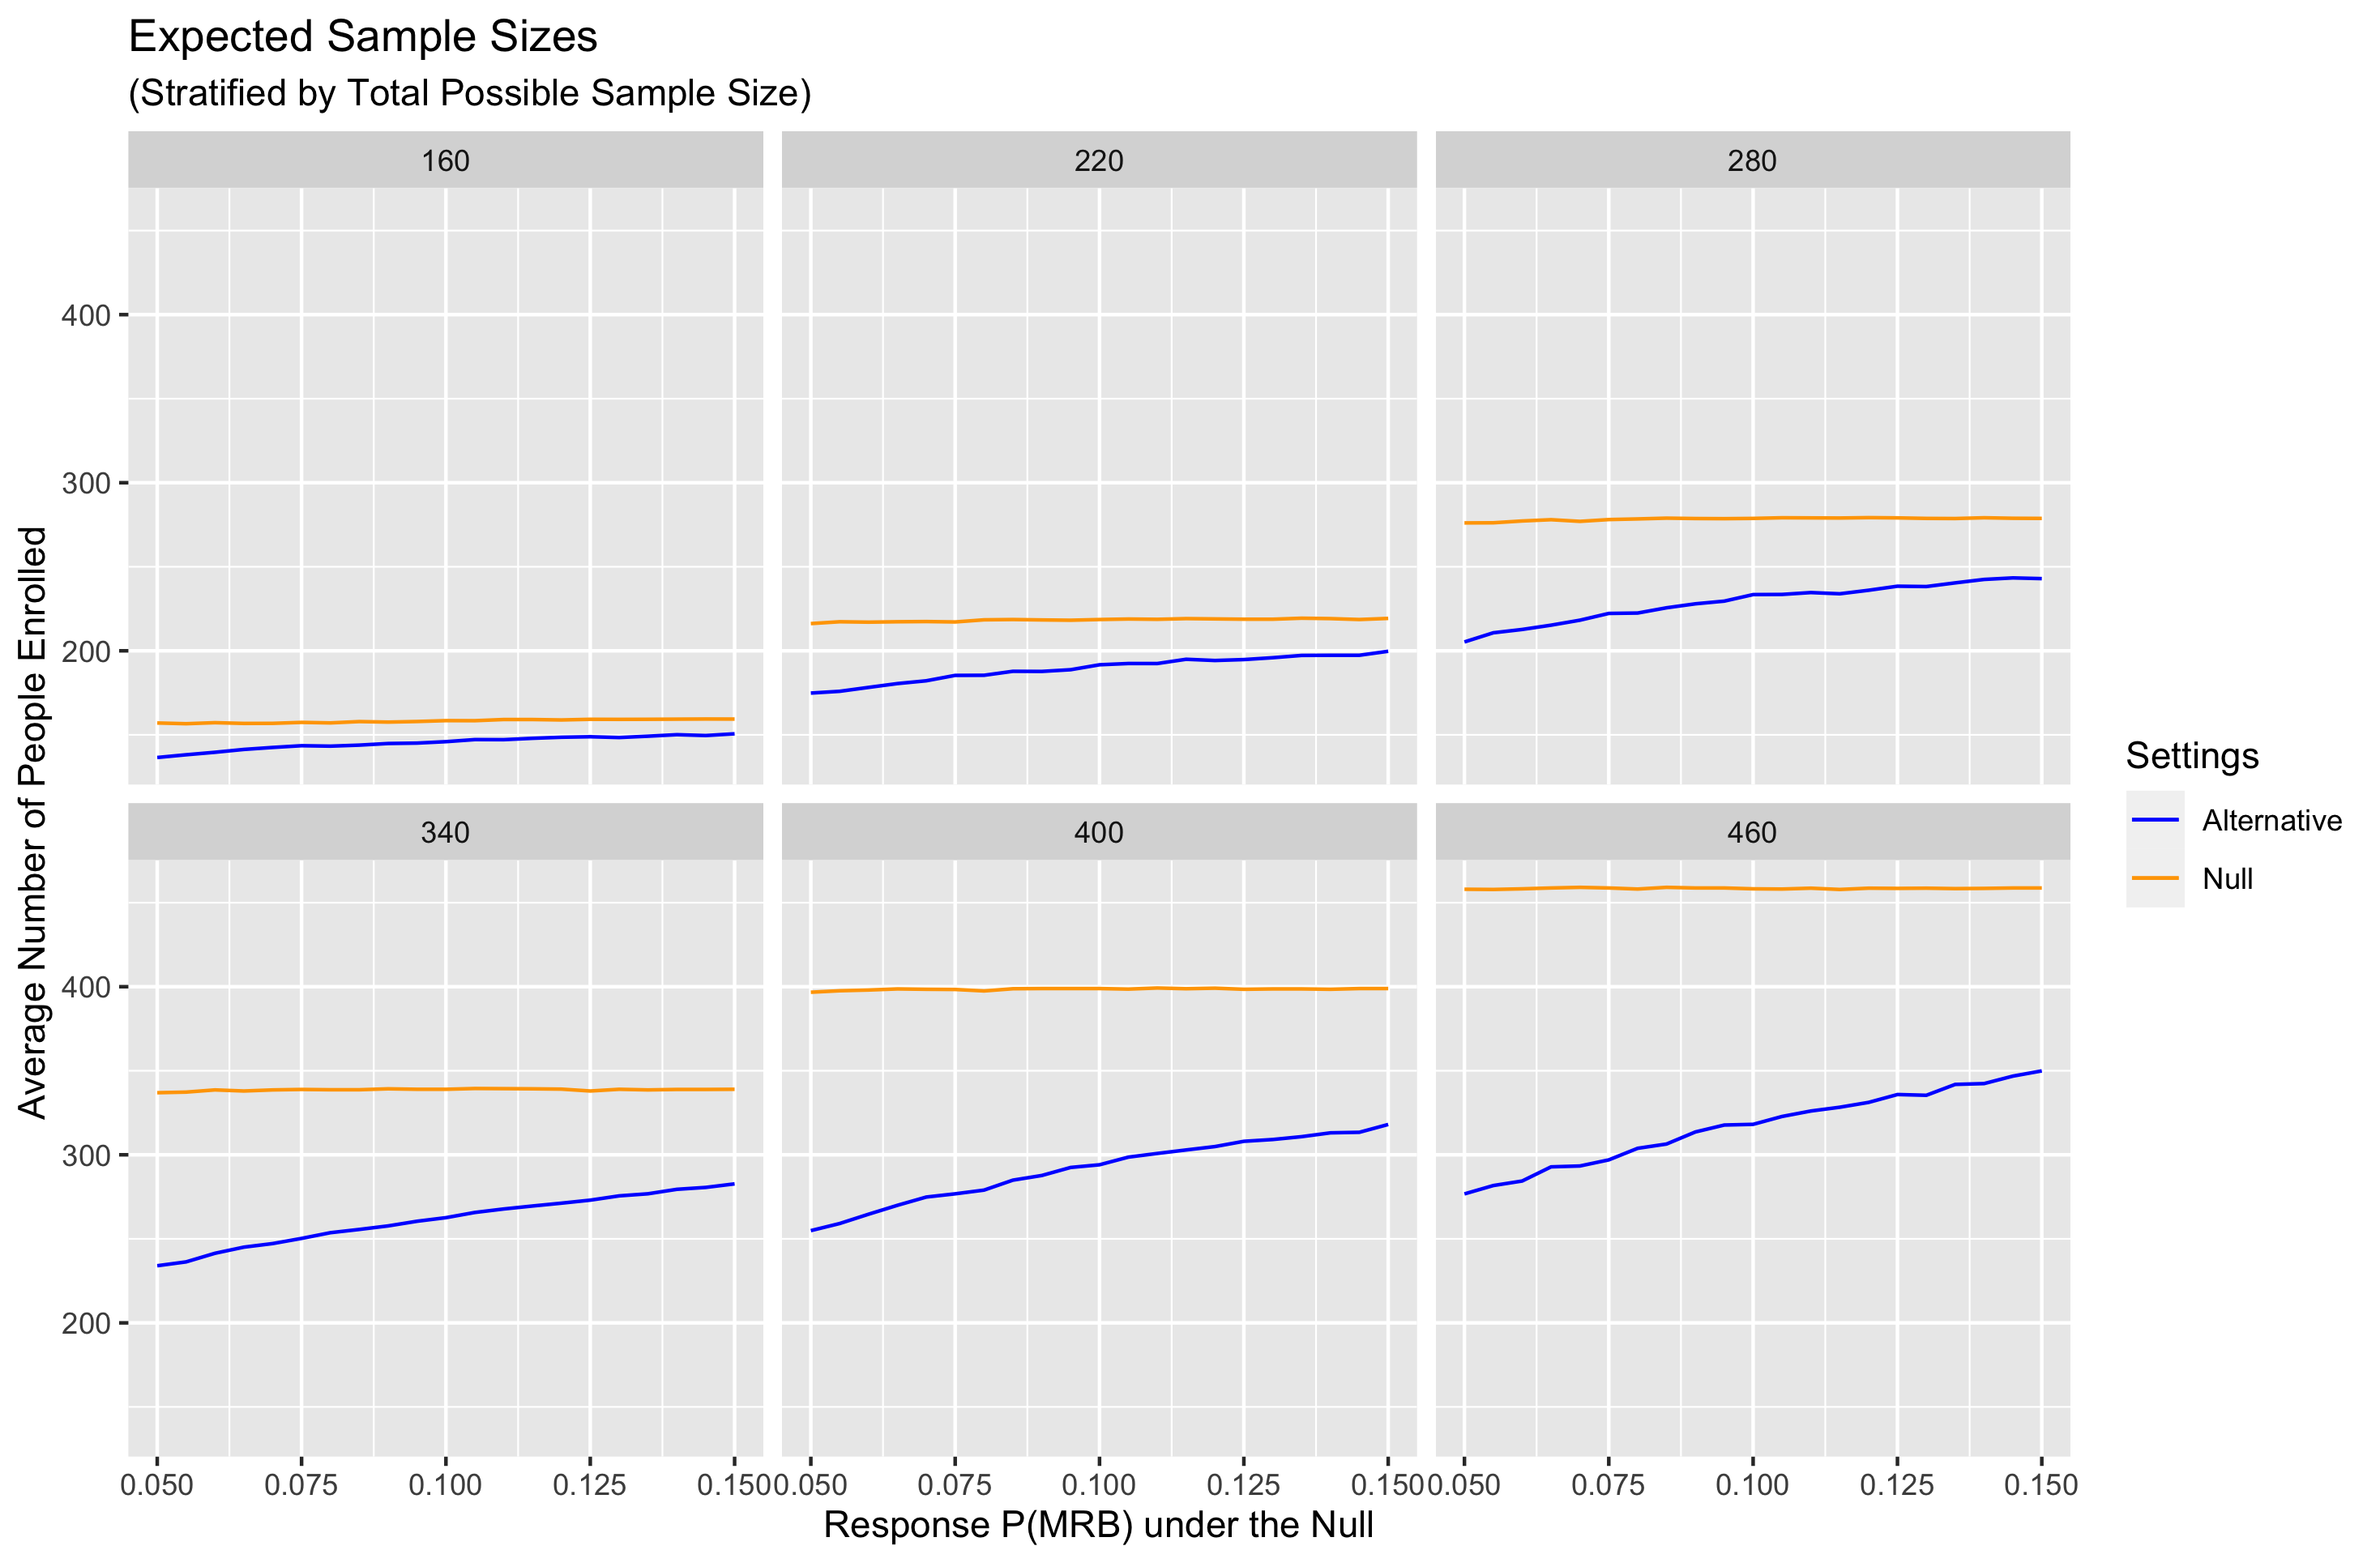 Expected Sample Sizes
(Stratified by Total Possible Sample Size)
160 220 280
400
300
200
Average Number of People Enrolled
340 400 460
400
300
200
0.050 0.075 0.100 0.125 0.150 0.050 0.075 0.100 0.125 0.150 0.050 0.075 0.100 0.125 0.150
Response P(MRB) under the Null
Settings
Alternative
Null